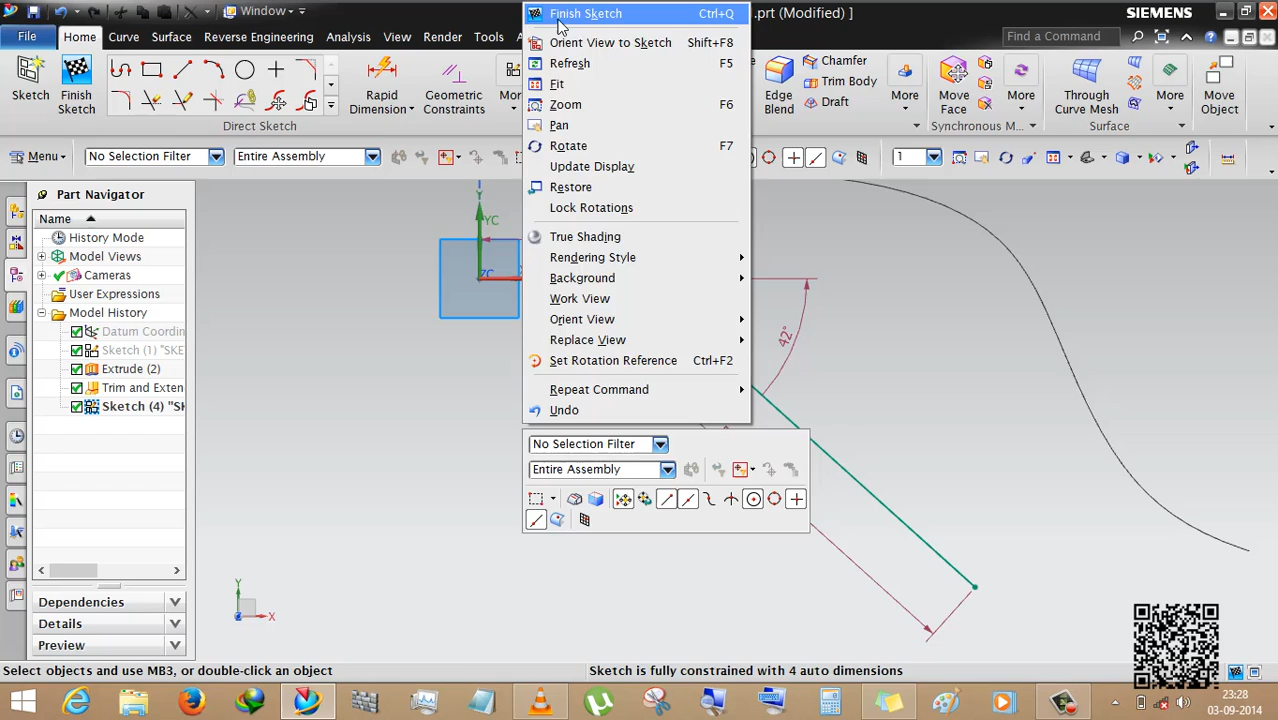 Window
.prt (Modified) ]
SIEMENS
File
Home
Curve
Surface
Reverse Engineering
Analysis
View
Render
Tools
Find a Command
Sketch
Finish
Sketch
Direct Sketch
Rapid
Dimension
Geometric
Constraints
Edge
Blend
Chamfer
Trim Body
Draft
More
Move
Face
More
Synchronous M...
Through
Curve Mesh
More
Surface
Move
Object
Menu
No Selection Filter
Entire Assembly
1
Part Navigator
Name
History Mode
Model Views
Cameras
User Expressions
Model History
Datum Coordin
Sketch (1) "SKE
Extrude (2)
Trim and Exten
Sketch (4) "SK
Dependencies
Details
Preview
Finish Sketch Ctrl+Q
Orient View to Sketch Shift+F8
Refresh F5
Fit
Zoom F6
Pan
Rotate F7
Update Display
Restore
Lock Rotations
True Shading
Rendering Style
Background
Work View
Orient View
Replace View
Set Rotation Reference Ctrl+F2
Repeat Command
Undo
No Selection Filter
Entire Assembly
Y
YC
42°
Y
X
Select objects and use MB3, or double-click an object
Sketch is fully constrained with 4 auto dimensions
23:28
03-09-2014